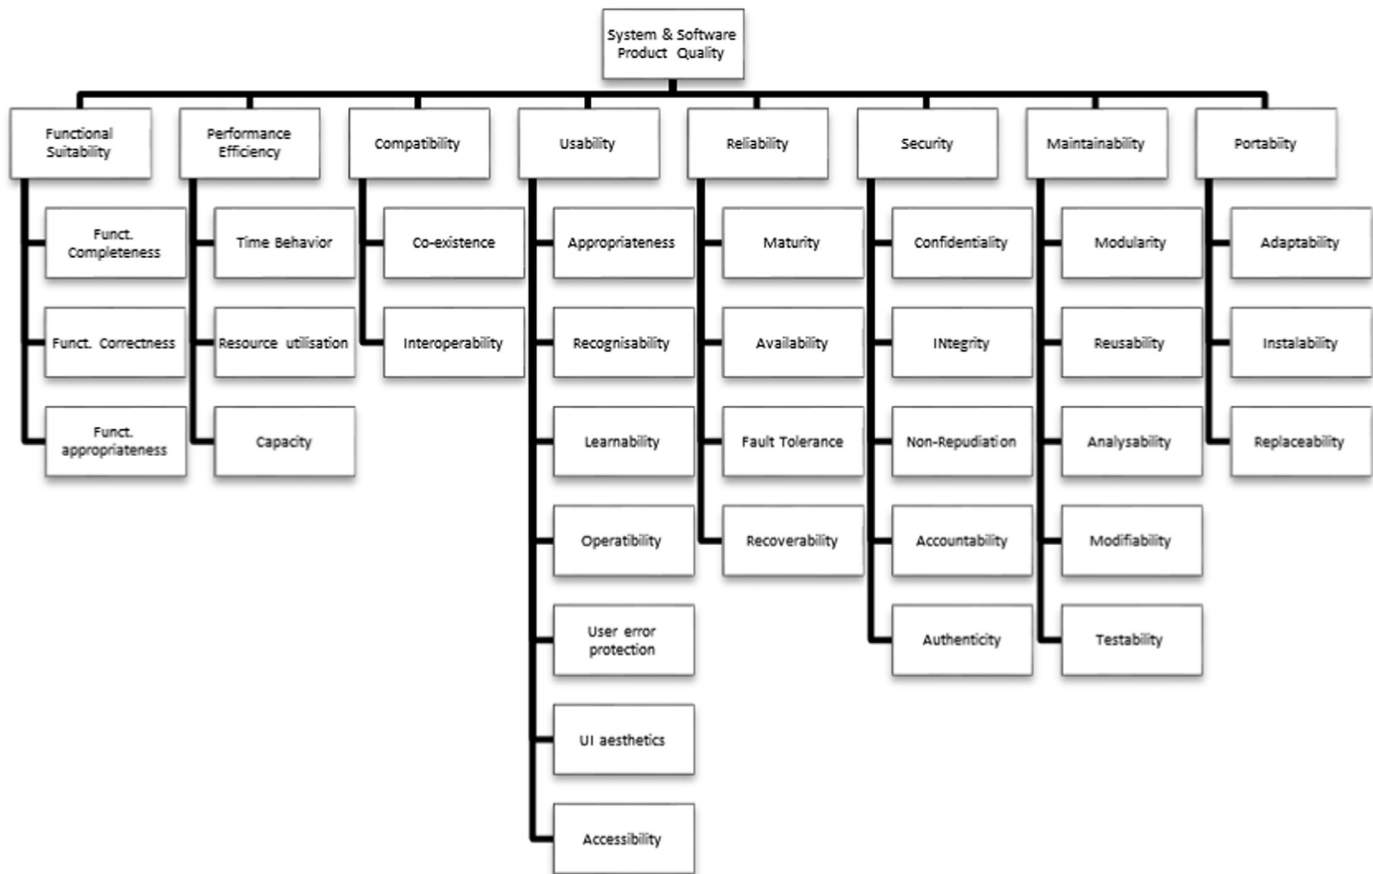 System & Software
Product Quality
Functional
Suitability
Performance
Efficiency
Compatibility
Usability
Reliability
Security
Maintainability
Portabiity
Funct.
Completeness
Time Behavior
Co-existence
Appropriateness
Maturity
Confidentiality
Modularity
Adaptability
Funct. Correctness
Resource utilisation
Interoperability
Recognisability
Availability
INtegrity
Reusability
Instalability
Funct.
appropriateness
Capacity
Learnability
Fault Tolerance
Non-Repudiation
Analysability
Replaceability
Operatibility
Recoverability
Accountability
Modifiability
User error
protection
Authenticity
Testability
UI aesthetics
Accessibility